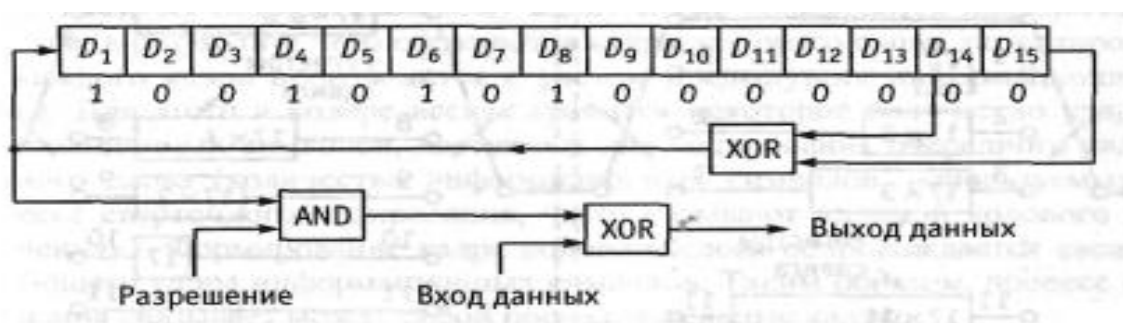 D1 D2 D3 D4 D5 D6 D7 D8 D9 D10 D11 D12 D13 D14 D15
1 0 0 1 0 1 0 1 0 0 0 0 0 0 0
XOR
AND
XOR
Выход данных
Разрешение
Вход данных